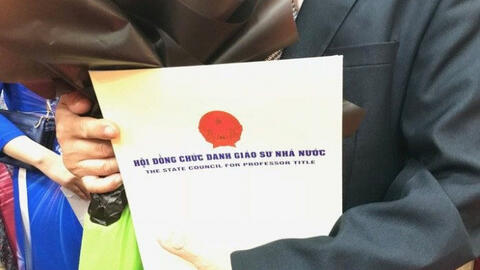 HỘI ĐỒNG CHỨC DANH GIÁO SƯ NHÀ NƯỚC
THE STATE COUNCIL FOR PROFESSOR TITLE